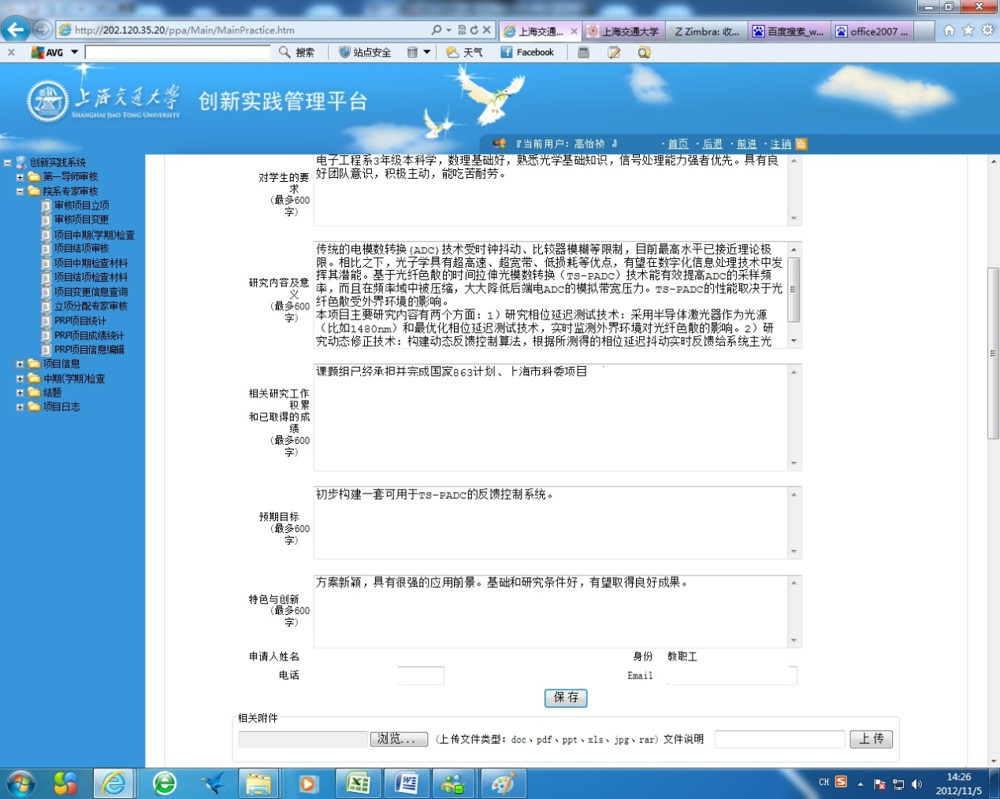 http://202.120.35.20/ppa/Main/MainPractice.htm
上海交通...
上海交通大学
Zimbra: 收...
百度搜索_w...
office2007 ...
AVG
搜索
站点安全
天气
Facebook
上海交通大学
SHANGHAI JIAO TONG UNIVERSITY
创新实践管理平台
『当前用户：高怡祯 』
·首页 ·后退 ·前进 ·注销
创新实践系统
第一导师审核
院系专家审核
审核项目立项
审核项目变更
项目中期(学期)检查
项目结项审核
项目中期检查材料
项目结项检查材料
项目变更信息查询
立项分配专家审核
PRP项目统计
PRP项目成绩统计
PRP项目信息编辑
项目信息
中期(学期)检查
结题
项目日志
对学生的要
求
（最多600
字）
电子工程系3年级本科学，数理基础好，熟悉光学基础知识，信号处理能力强者优先。具有良
好团队意识，积极主动，能吃苦耐劳。
研究内容及意
义
（最多600
字）
传统的电模数转换(ADC)技术受时钟抖动、比较器模糊等限制，目前最高水平已接近理论极
限。相比之下，光子学具有超高速、超宽带、低损耗等优点，有望在数字化信息处理技术中发
挥其潜能。基于光纤色散的时间拉伸光模数转换（TS-PADC）技术能有效提高ADC的采样频
率，而且在频率域中被压缩，大大降低后端电ADC的模拟带宽压力。TS-PADC的性能取决于光
纤色散受外界环境的影响。
本项目主要研究内容有两个方面：1）研究相位延迟测试技术：采用半导体激光器作为光源
（比如1480nm）和最优化相位延迟测试技术，实时监测外界环境对光纤色散的影响。2）研
究动态修正技术：构建动态反馈控制算法，根据所测得的相位延迟抖动实时反馈给系统主光
相关研究工作
积累
和已取得的成
绩
（最多600
字）
课题组已经承担并完成国家863计划、上海市科委项目
预期目标
（最多600
字）
初步构建一套可用于TS-PADC的反馈控制系统。
特色与创新
（最多600
字）
方案新颖，具有很强的应用前景。基础和研究条件好，有望取得良好成果。
申请人姓名
身份 教职工
电话
Email
保 存
相关附件
浏览...
(上传文件类型：doc、pdf、ppt、xls、jpg、rar) 文件说明
上 传
CH
14:26
2012/11/5